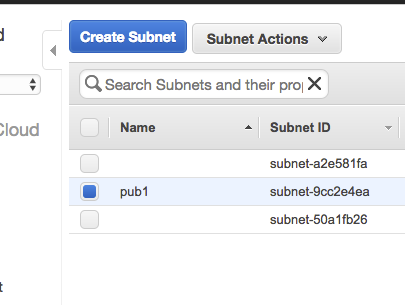 d
Create Subnet
Subnet Actions
Search Subnets and their prop
Cloud
Name
Subnet ID
subnet-a2e581fa
pub1
subnet-9cc2e4ea
subnet-50a1fb26
t